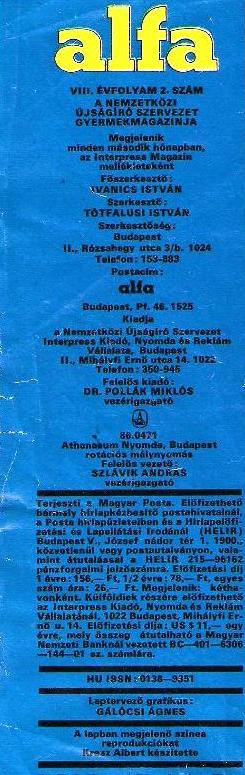 alfa
VIII. ÉVFOLYAM 2. SZÁM
A NEMZETKÖZI
ÚJSÁGÍRÓ SZERVEZET
GYERMEKMAGAZINJA
Megjelenik
minden második hónapban,
az Interpress Magazin
mellékleteként
Főszerkesztő:
IVANICS ISTVÁN
Szerkesztő:
TÓTFALUSI ISTVÁN
Szerkesztőség:
Budapest
II., Rózsahegy utca 3/b. 1024
Telefon: 153-883
Postacím:
alfa
Budapest, Pf. 46. 1525
Kiadja
a Nemzetközi Újságíró Szervezet
Interpress Kiadó, Nyomda és Reklám
Vállalata, Budapest
II., Mihályfi Ernő utca 14. 1022
Telefon: 350-945
Felelős kiadó:
DR. POLLÁK MIKLÓS
vezérigazgató
86.0471
Athenaeum Nyomda, Budapest
rotációs mélynyomás
Felelős vezető:
SZLÁVIK ANDRÁS
vezérigazgató
Terjeszti a Magyar Posta. Előfizethető
bármely hírlapkézbesítő postahivatalnál,
a Posta hírlapüzleteiben és a Hírlapelőfi-
zetési és Lapellátási Irodánál (HELIR)
Budapest V., József nádor tér 1. 1900.,
közvetlenül vagy postautalványon, vala-
mint átutalással a HELIR 215—96162
pénzforgalmi jelzőszámra. Előfizetési díj
1 évre: 156,— Ft, 1/2 évre: 78,— Ft, egyes
szám ára: 26,— Ft. Megjelenik: kétha-
vonként. Külföldiek részére előfizethető
az Interpress Kiadó, Nyomda és Reklám
Vállalatánál, 1022 Budapest, Mihályfi Er-
nő u. 14. Előfizetési díja: US $ 11,— egy
évre, mely összeg átutalható a Magyar
Nemzeti Banknál vezetett BC—401—6306
—144—01 sz. számlára.
HU ISSN 0138—9351
Laptervező grafikus:
GÁLÓCSI ÁGNES
A lapban megjelenő színes
reprodukciókat
Kresz Albert készítette